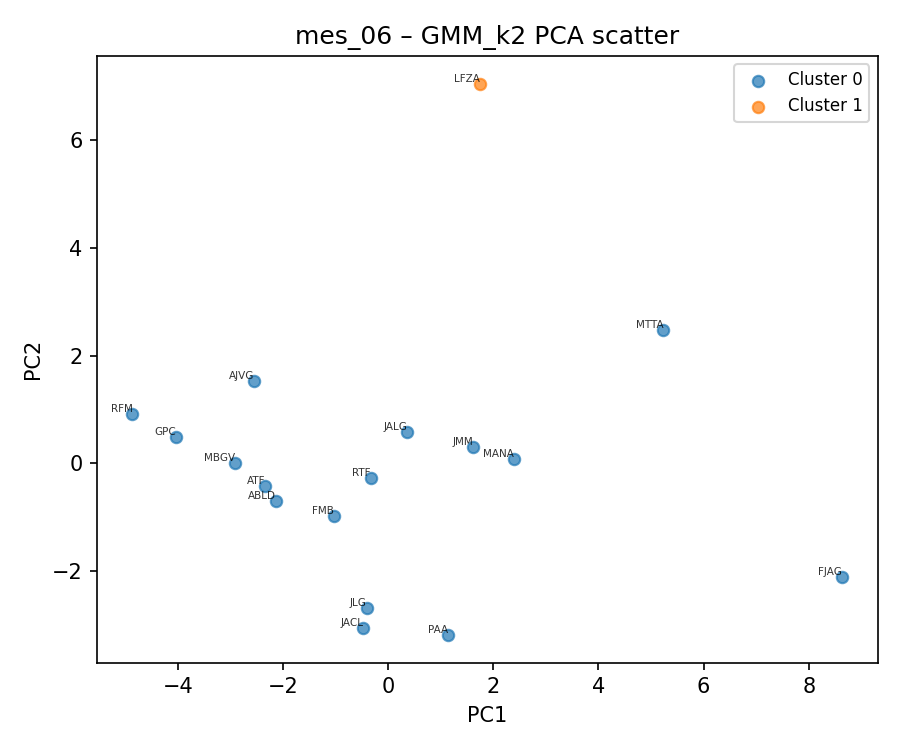 mes_06 – GMM_k2 PCA scatter
Cluster 0
Cluster 1
LFZA
MTTA
AJVG
RFM
GPC
JALG
JMM
MANA
MBGV
RTF
ATF
ABLD
FMB
FJAG
JLG
JACL
PAA
6
4
2
0
−2
PC2
−4
−2
0
2
4
6
8
PC1